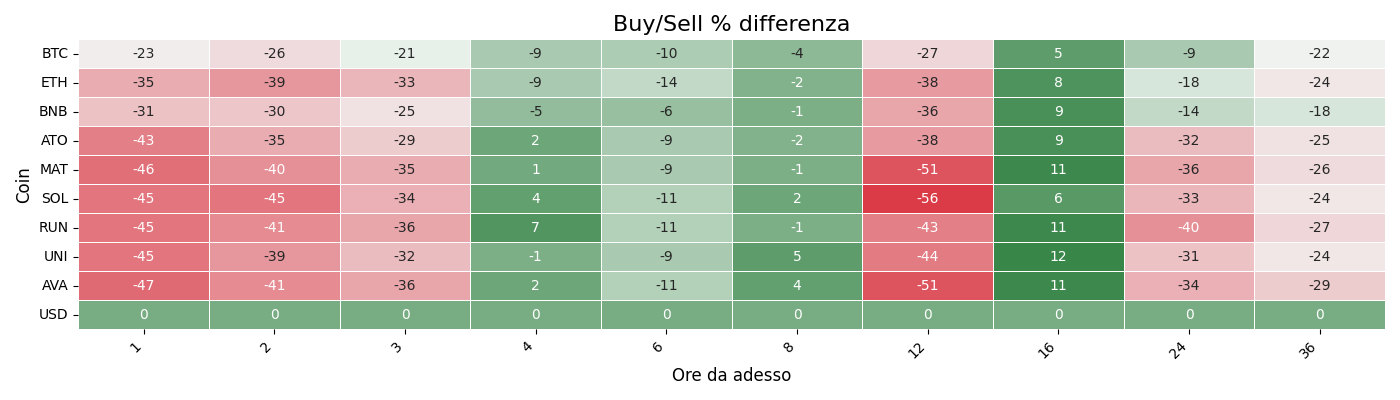 Buy/Sell % differenza
Coin
BTC -23 -26 -21 -9 -10 -4 -27 5 -9 -22
ETH -35 -39 -33 -9 -14 -2 -38 8 -18 -24
BNB -31 -30 -25 -5 -6 -1 -36 9 -14 -18
ATO -43 -35 -29 2 -9 -2 -38 9 -32 -25
MAT -46 -40 -35 1 -9 -1 -51 11 -36 -26
SOL -45 -45 -34 4 -11 2 -56 6 -33 -24
RUN -45 -41 -36 7 -11 -1 -43 11 -40 -27
UNI -45 -39 -32 -1 -9 5 -44 12 -31 -24
AVA -47 -41 -36 2 -11 4 -51 11 -34 -29
USD 0 0 0 0 0 0 0 0 0 0
1 2 3 4 6 8 12 16 24 36
Ore da adesso